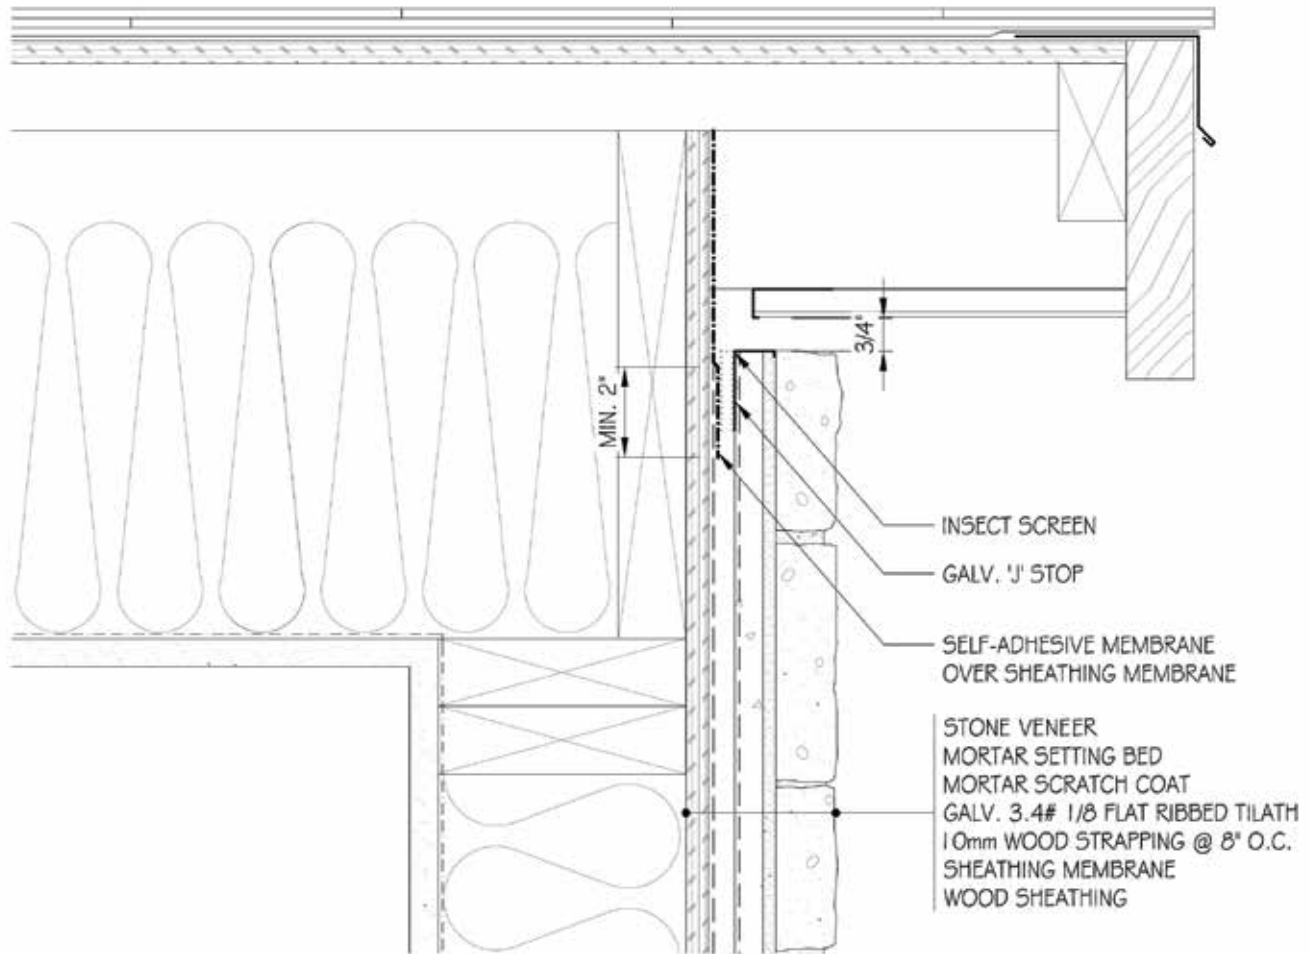 3/4"
MIN. 2"
INSECT SCREEN
GALV. 'J' STOP
SELF-ADHESIVE MEMBRANE
OVER SHEATHING MEMBRANE
STONE VENEER
MORTAR SETTING BED
MORTAR SCRATCH COAT
GALV. 3.4# 1/8 FLAT RIBBED TILATH
10mm WOOD STRAPPING @ 8" O.C.
SHEATHING MEMBRANE
WOOD SHEATHING